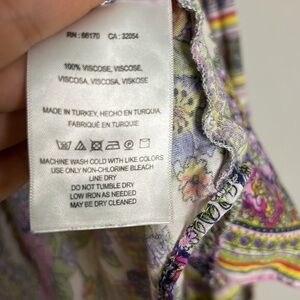 RN : 66170    CA : 32054
100% VISCOSE, VISCOSE,
VISCOSA, VISCOSA, VISKOSE
MADE IN TURKEY, HECHO EN TURQUIA,
FABRIQUÉ EN TURQUIE
MACHINE WASH COLD WITH LIKE COLORS
USE ONLY NON-CHLORINE BLEACH
LINE DRY
DO NOT TUMBLE DRY
LOW IRON AS NEEDED
MAY BE DRY CLEANED